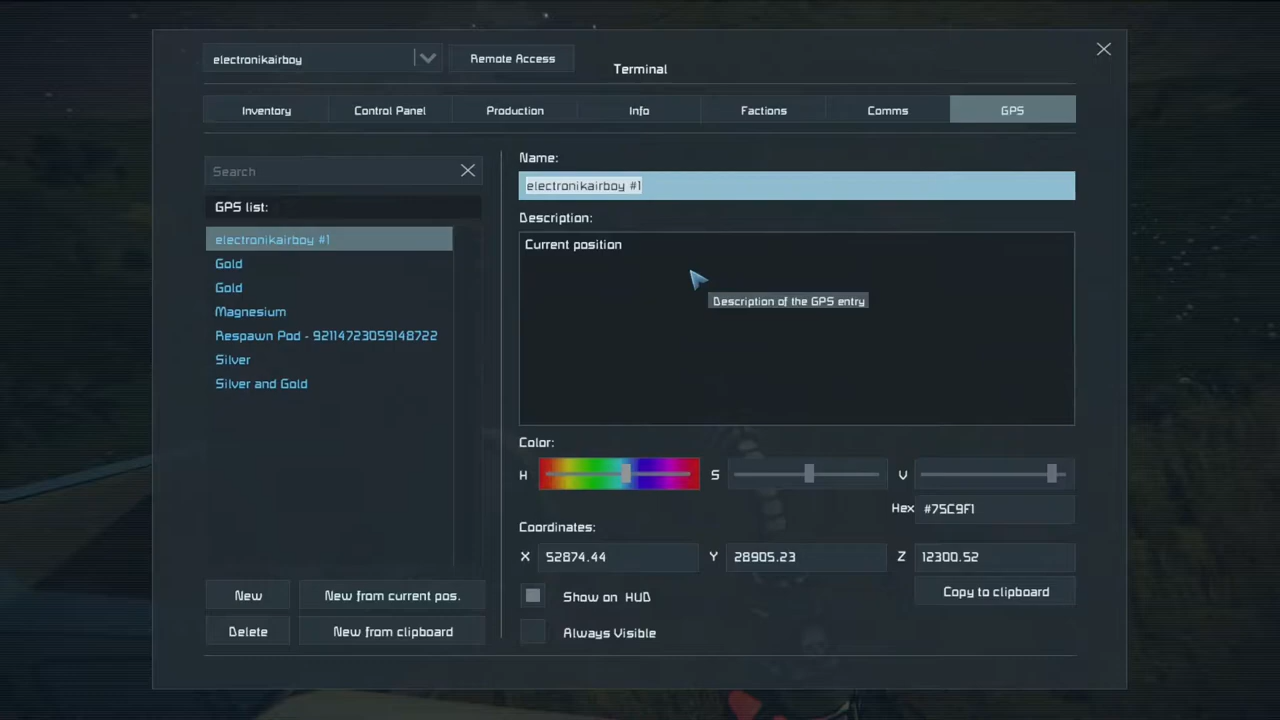 electronikairboy
Remote Access
Terminal
Inventory
Control Panel
Production
Info
Factions
Comms
GPS
Search
GPS list:
electronikairboy #1
Gold
Gold
Magnesium
Respawn Pod - 92114723059148722
Silver
Silver and Gold
New
New from current pos.
Delete
New from clipboard
Name:
electronikairboy #1
Description:
Current position
Description of the GPS entry
Color:
H
S
V
Hex #75C9F1
Coordinates:
X 52874.44 Y 28905.23 Z 12300.52
Show on HUD
Copy to clipboard
Always Visible